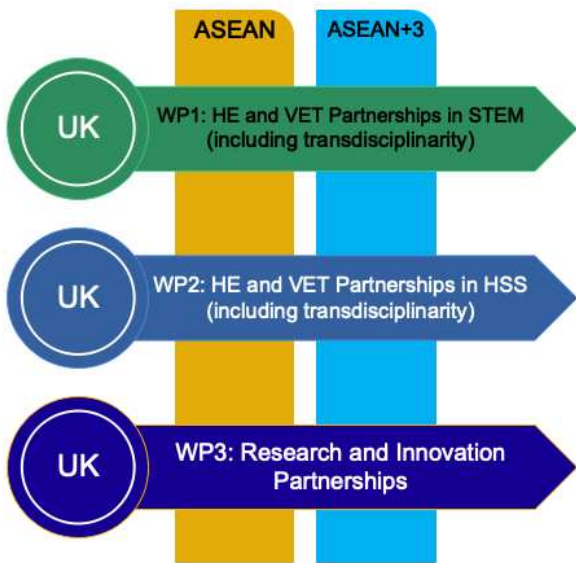 ASEAN
ASEAN+3
UK
WP1: HE and VET Partnerships in STEM
(including transdisciplinarity)
UK
WP2: HE and VET Partnerships in HSS
(including transdisciplinarity)
UK
WP3: Research and Innovation
Partnerships